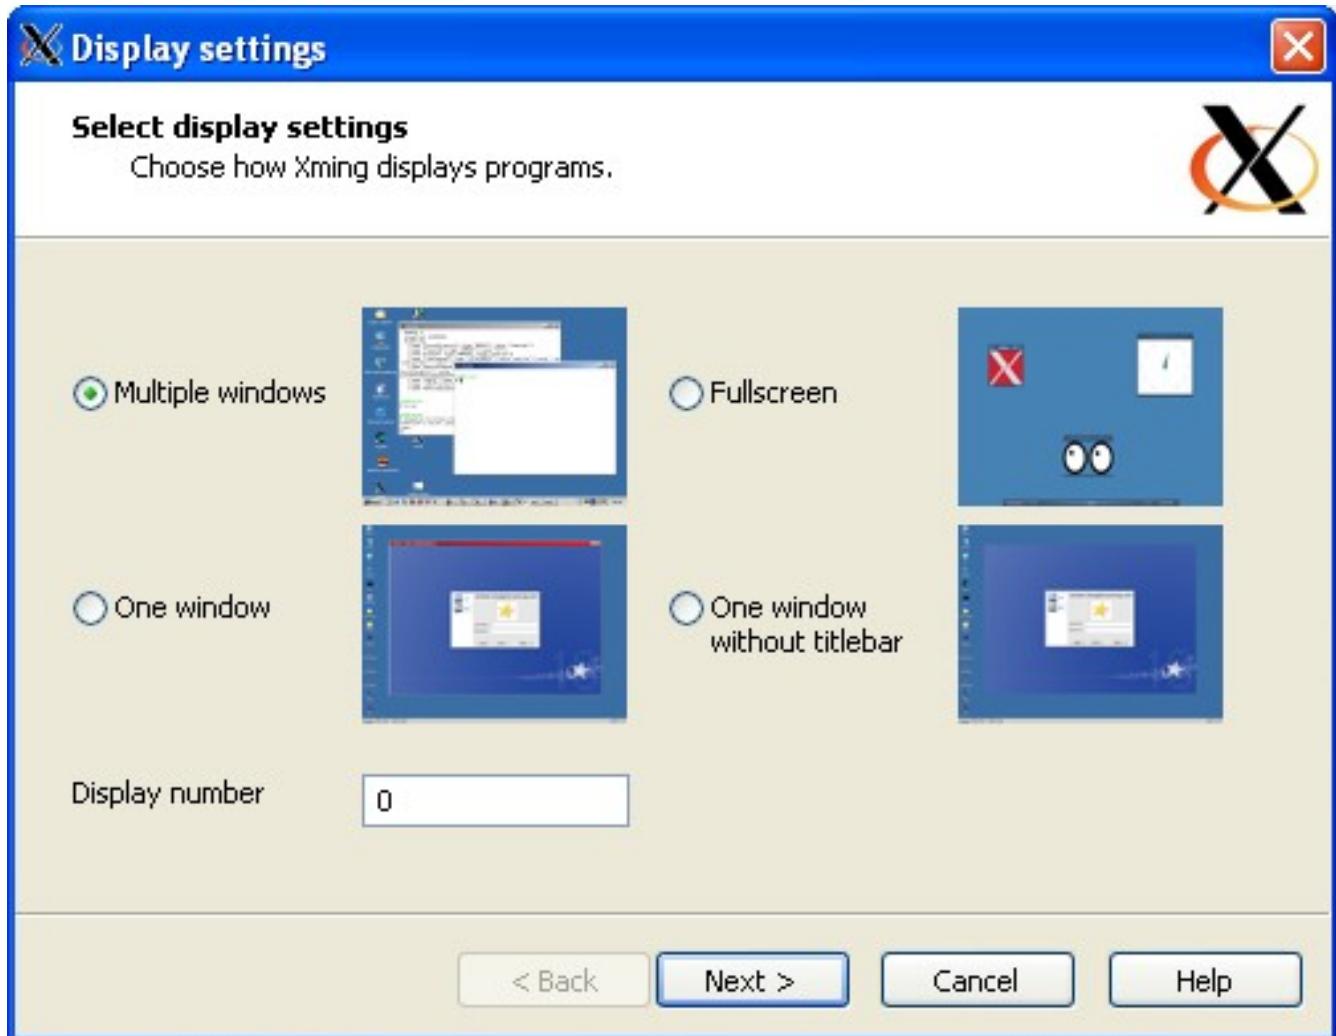 Display settings
Select display settings
Choose how Xming displays programs.
Multiple windows
Fullscreen
One window
One window
without titlebar
Display number
0
< Back
Next >
Cancel
Help